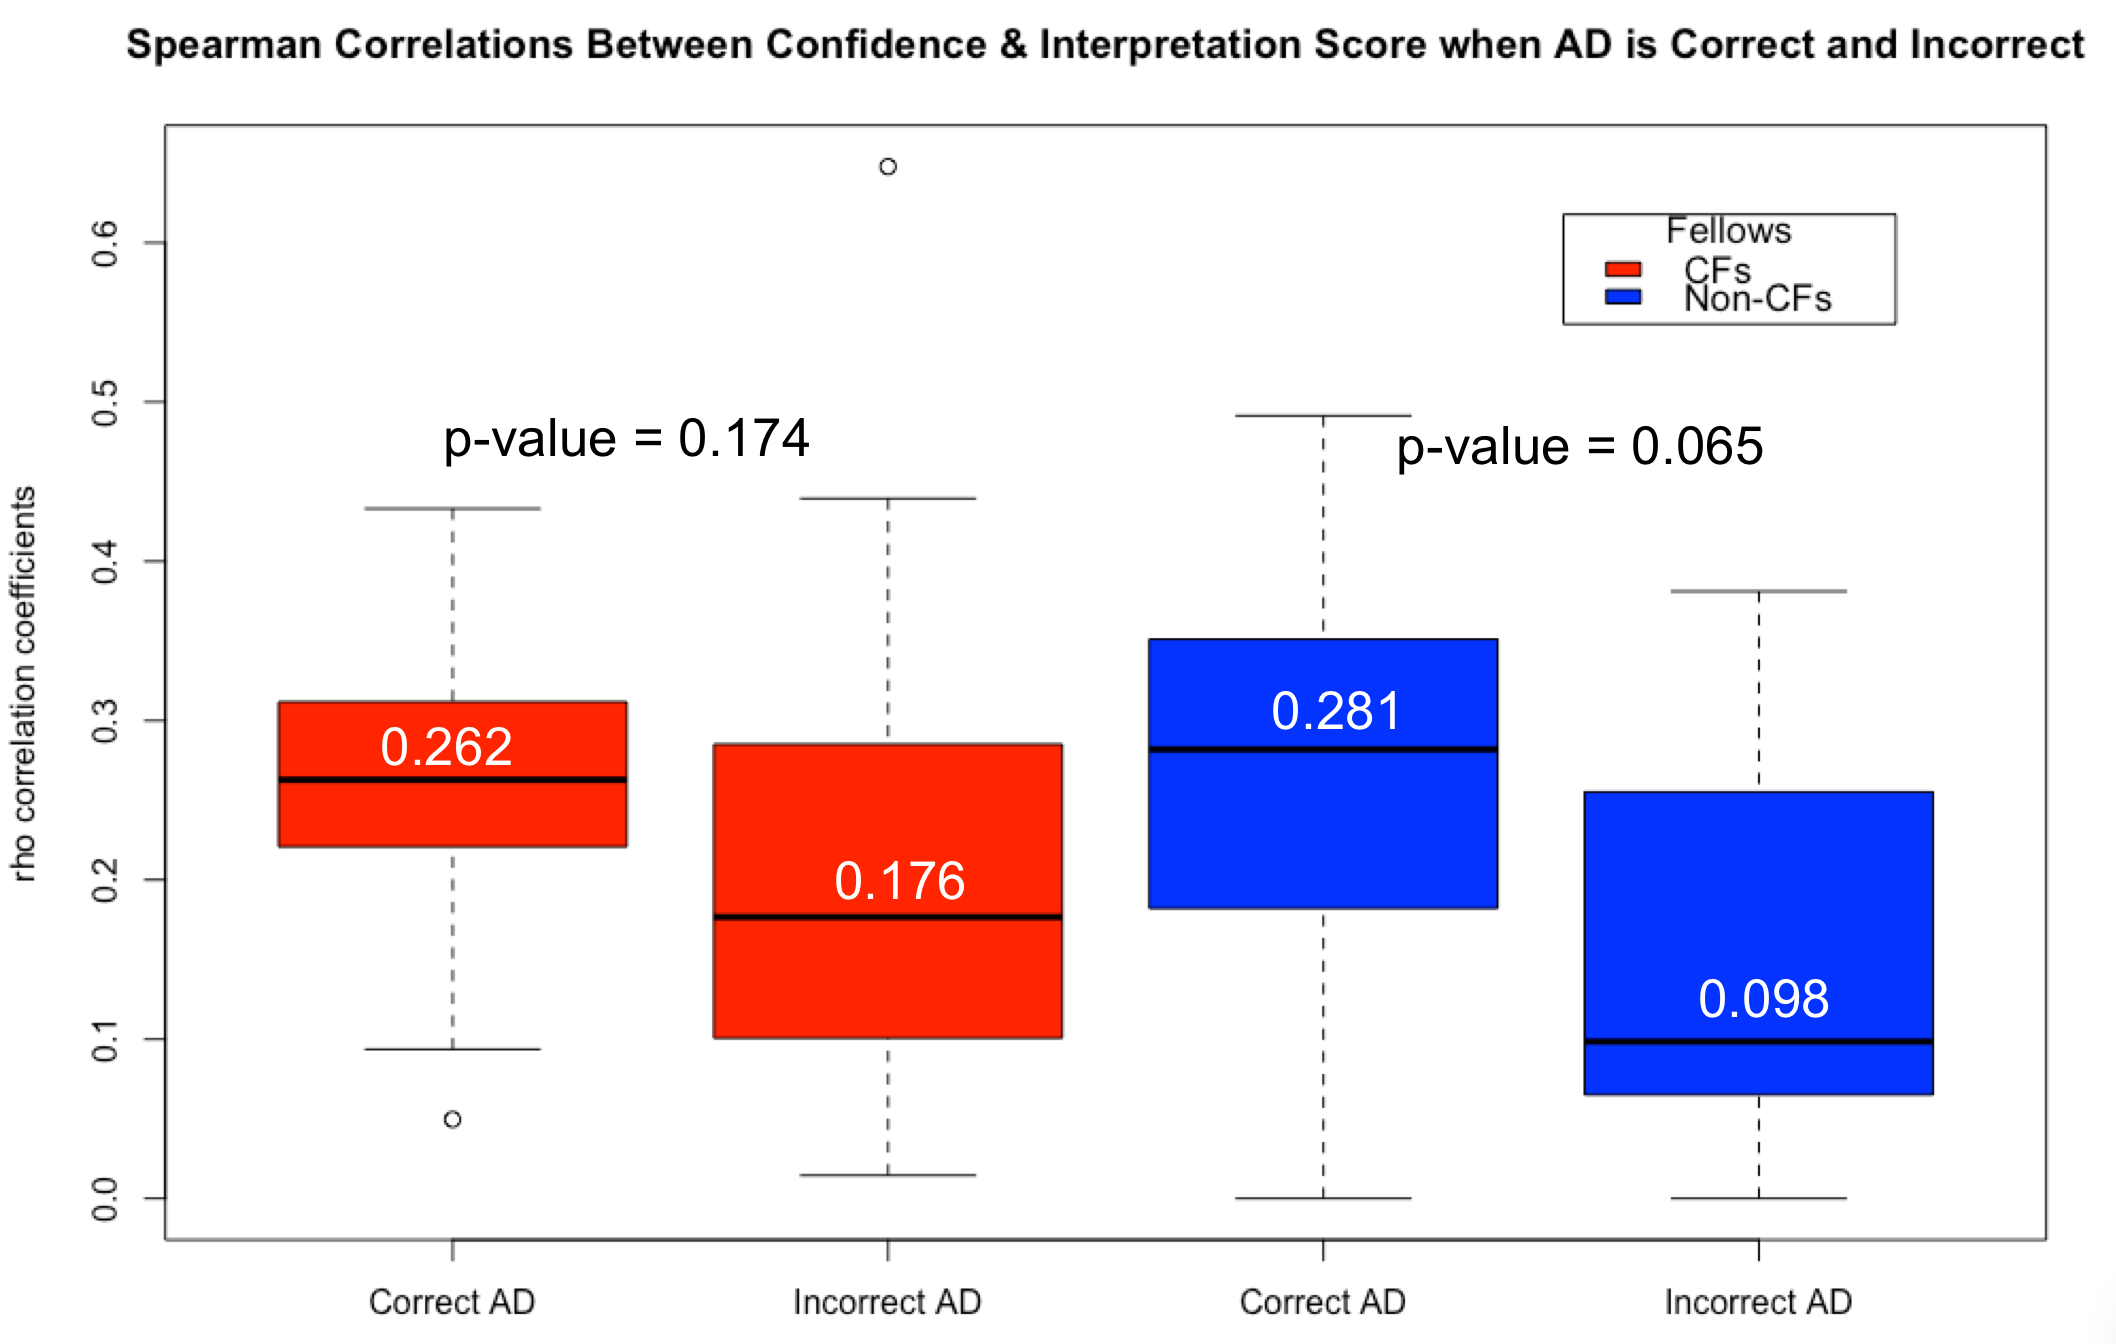 Spearman Correlations Between Confidence & Interpretation Score when AD is Correct and Incorrect
Fellows
CFs
Non-CFs
p-value = 0.174
p-value = 0.065
rho correlation coefficients
0.6
0.5
0.4
0.3
0.2
0.1
0.0
0.262
0.176
0.281
0.098
Correct AD
Incorrect AD
Correct AD
Incorrect AD